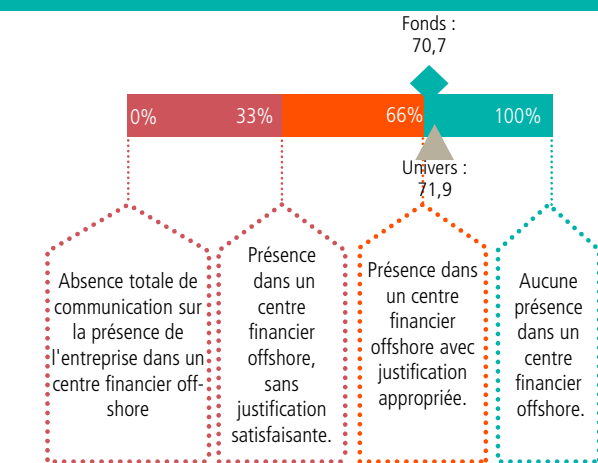 Fonds :
70,7
0%
33%
66%
100%
Univers :
71,9
Absence totale de
communication sur
la présence de
l'entreprise dans un
centre financier off-
shore
Présence
dans un
centre
financier
offshore,
sans
justification
satisfaisante.
Présence dans
un centre
financier
offshore avec
justification
appropriée.
Aucune
présence
dans un
centre
financier
offshore.